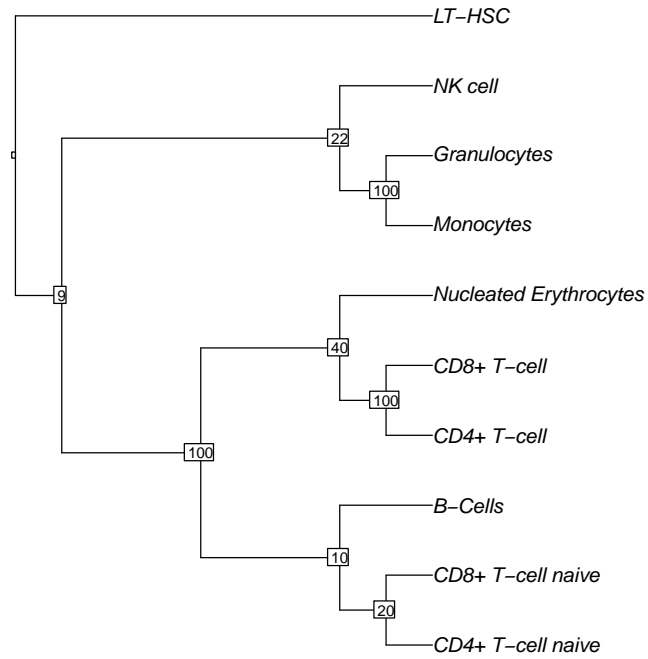 LT−HSC
NK cell
22
Granulocytes
100
Monocytes
9
Nucleated Erythrocytes
40
CD8+ T−cell
100
CD4+ T−cell
100
B−Cells
10
CD8+ T−cell naive
20
CD4+ T−cell naive